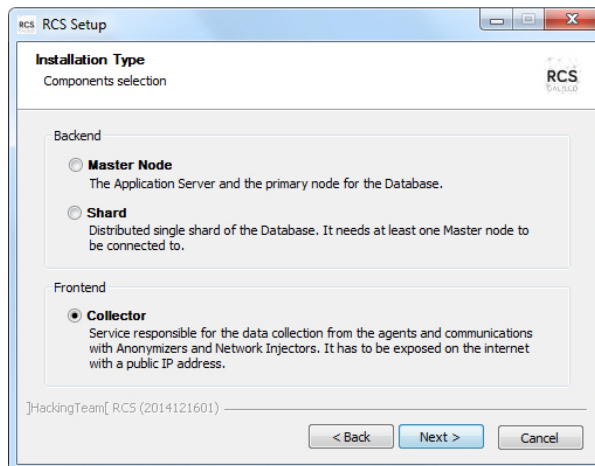 RCS RCS Setup
Installation Type
Components selection
RCS
GALILEO
Backend
Master Node
The Application Server and the primary node for the Database.
Shard
Distributed single shard of the Database. It needs at least one Master node to
be connected to.
Frontend
Collector
Service responsible for the data collection from the agents and communications
with Anonymizers and Network Injectors. It has to be exposed on the internet
with a public IP address.
]HackingTeam[ RCS (2014121601)
< Back
Next >
Cancel